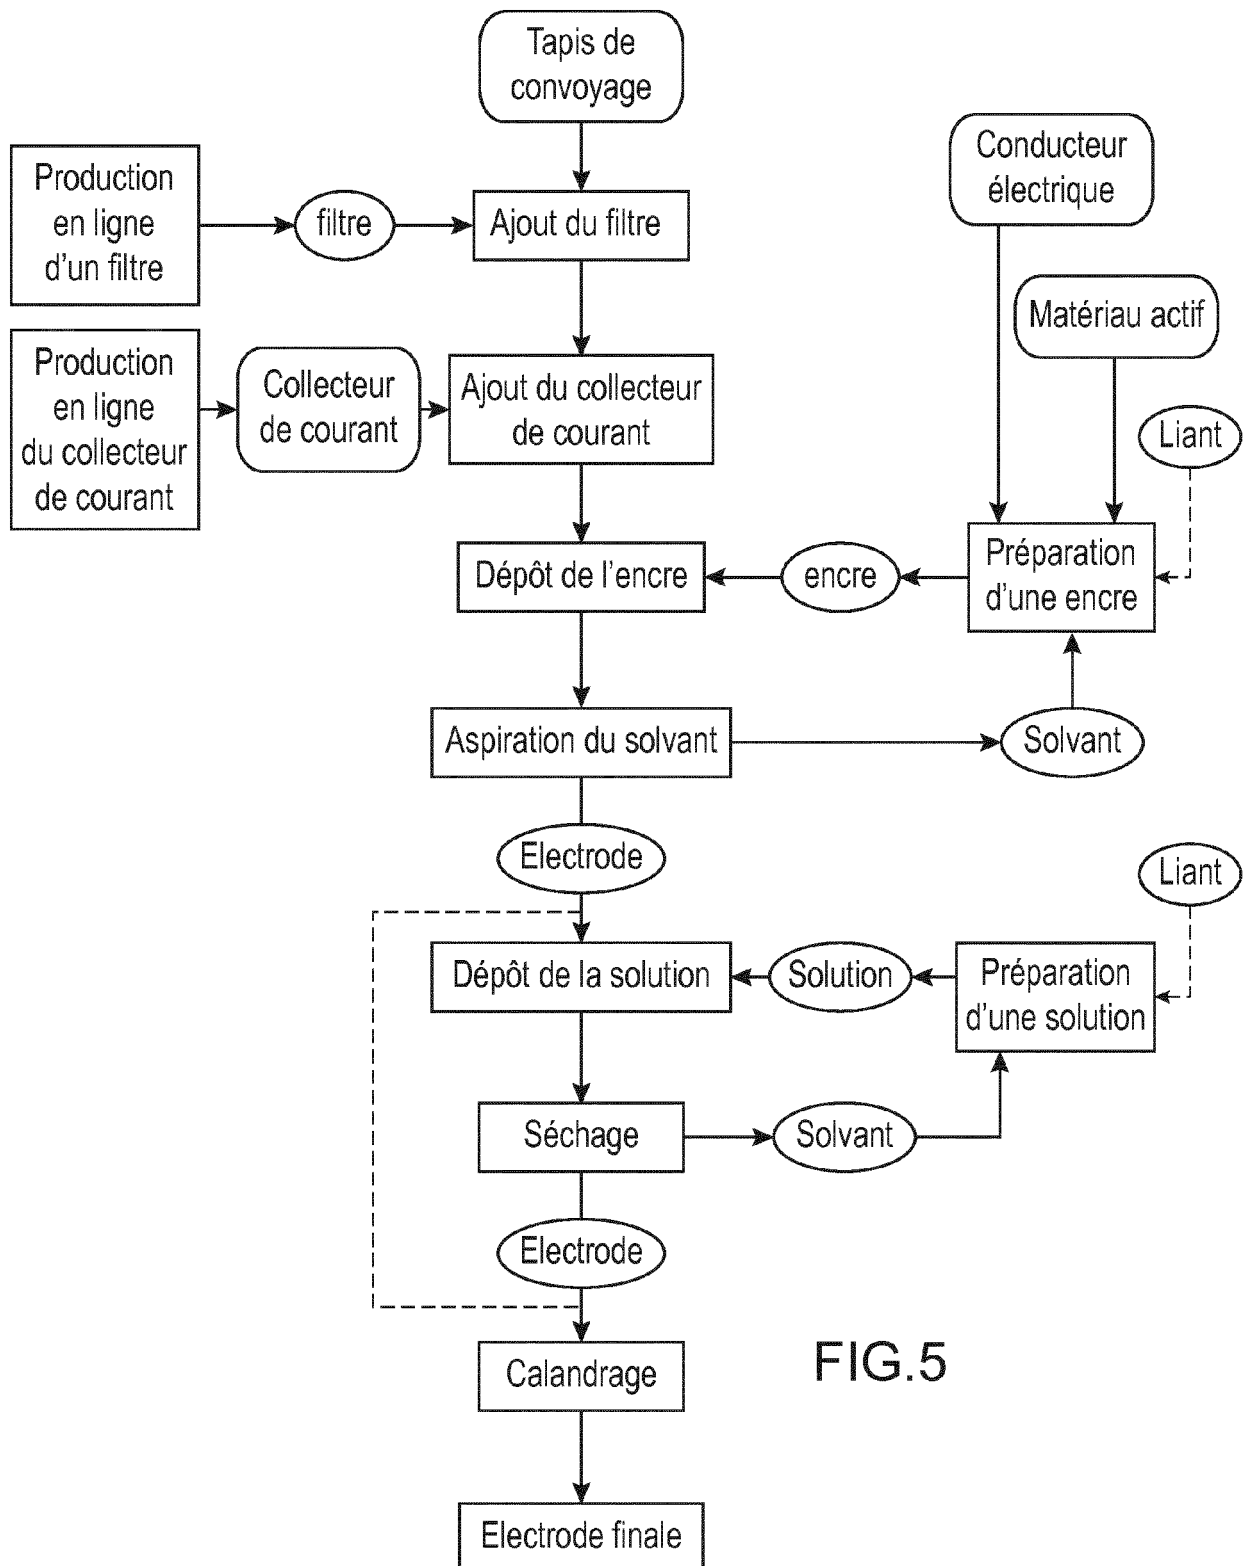 Tapis de
convoyage
Conducteur
électrique
Production
en ligne
d'un filtre
filtre
Ajout du filtre
Matériau actif
Production
en ligne
du collecteur
de courant
Collecteur
de courant
Ajout du collecteur
de courant
Liant
Dépôt de l'encre
encre
Préparation
d'une encre
Aspiration du solvant
Solvant
Electrode
Liant
Dépôt de la solution
Solution
Préparation
d'une solution
Séchage
Solvant
Electrode
Calandrage
FIG.5
Electrode finale